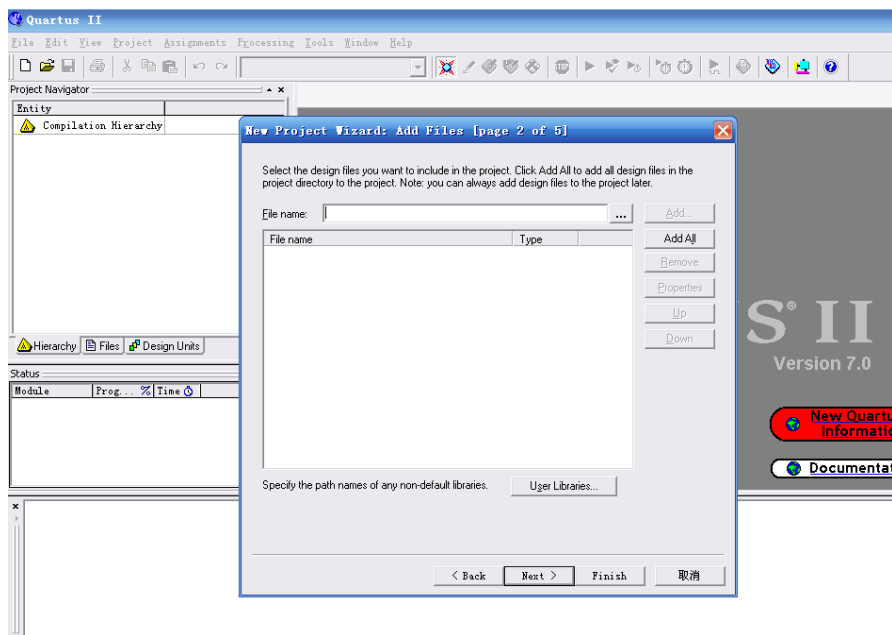 Quartus II
File Edit View Project Assignments Processing Tools Window Help
Project Navigator
Entity
Compilation Hierarchy
Hierarchy Files Design Units
Status
Module Prog... % Time
New Project Wizard: Add Files [page 2 of 5]
Select the design files you want to include in the project. Click Add All to add all design files in the
project directory to the project. Note: you can always add design files to the project later.
File name: ... Add...
File name Type Add All
Remove
Properties
Up
Down
Specify the path names of any non-default libraries. User Libraries...
< Back Next > Finish 取消
US® II
Version 7.0
New Quartu
Informatio
Documentat